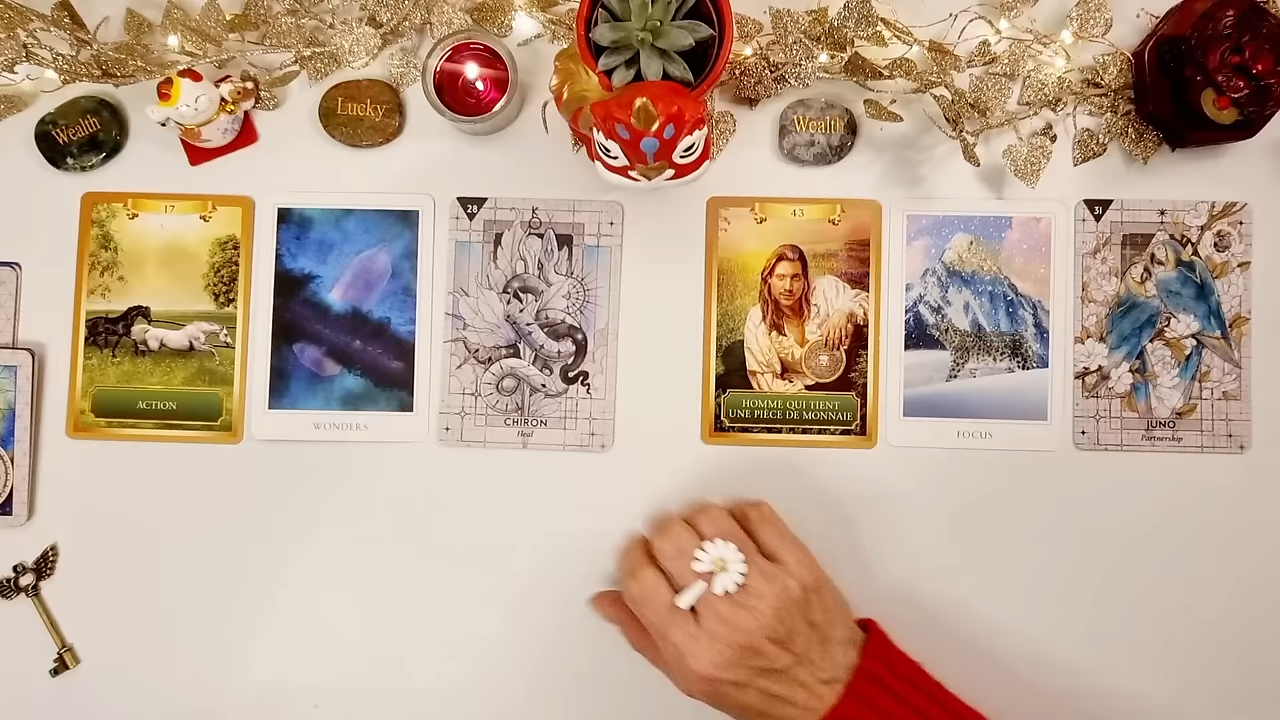 Wealth
Lucky
Wealth
17
ACTION
WONDERS
28
CHIRON
Heal
43
HOMME QUI TIENT
UNE PIÈCE DE MONNAIE
FOCUS
31
JUNO
Partnership